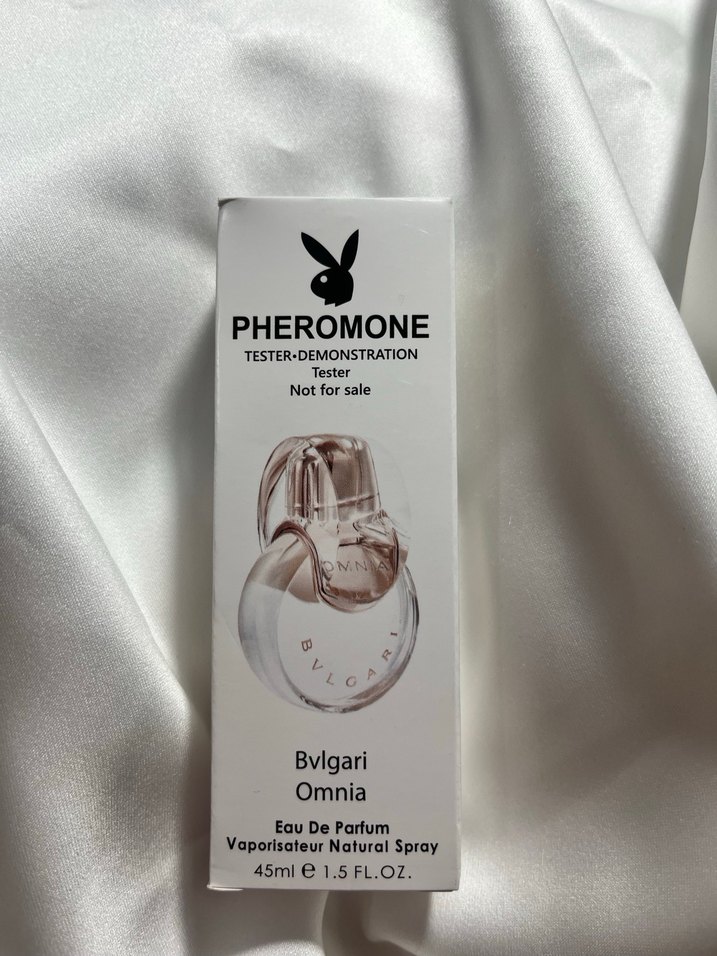 PHEROMONE
TESTER•DEMONSTRATION
Tester
Not for sale
OMNIA
BVLGARI
Bvlgari
Omnia
Eau De Parfum
Vaporisateur Natural Spray
45ml e 1.5 FL.OZ.